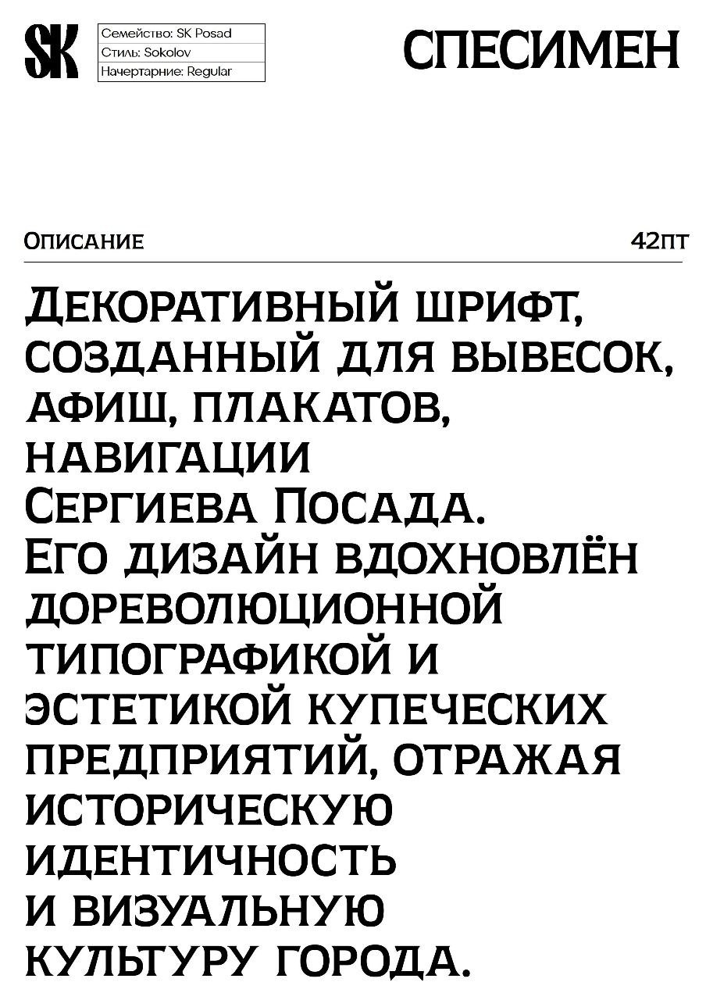 SK
Семейство: SK Posad
Стиль: Sokolov
Начертарние: Regular
СПЕСИМЕН
Описание
42пт
Декоративный шрифт,
созданный для вывесок,
афиш, плакатов,
навигации
Сергиева Посада.
Его дизайн вдохновлён
дореволюционной
типографикой и
эстетикой купеческих
предприятий, отражая
историческую
идентичность
и визуальную
культуру города.